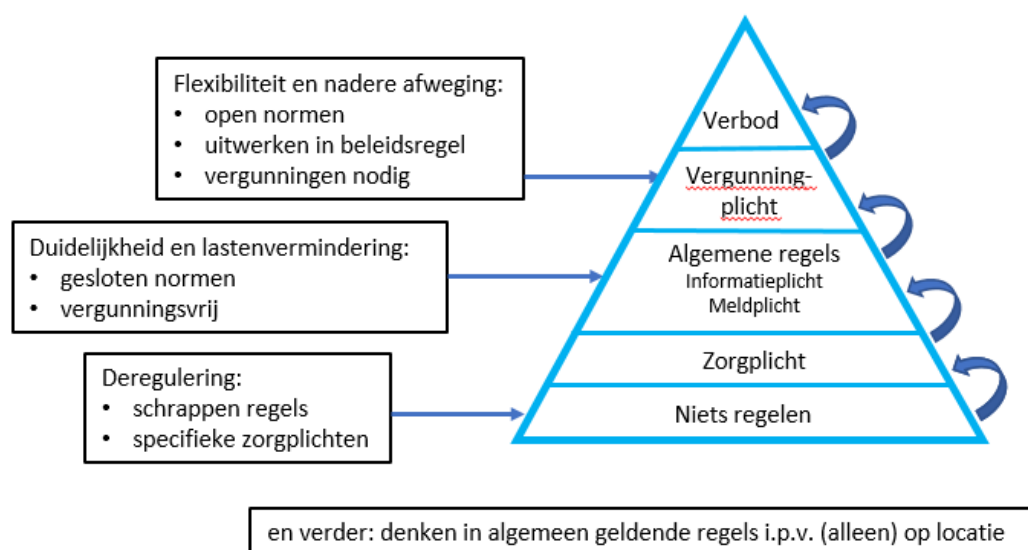 Flexibiliteit en nadere afweging:
• open normen
• uitwerken in beleidsregel
• vergunningen nodig
Duidelijkheid en lastenvermindering:
• gesloten normen
• vergunningsvrij
Deregulering:
• schrappen regels
• specifieke zorgplichten
Verbod
Vergunning-
plicht
Algemene regels
Informatieplicht
Meldplicht
Zorgplicht
Niets regelen
en verder: denken in algemeen geldende regels i.p.v. (alleen) op locatie